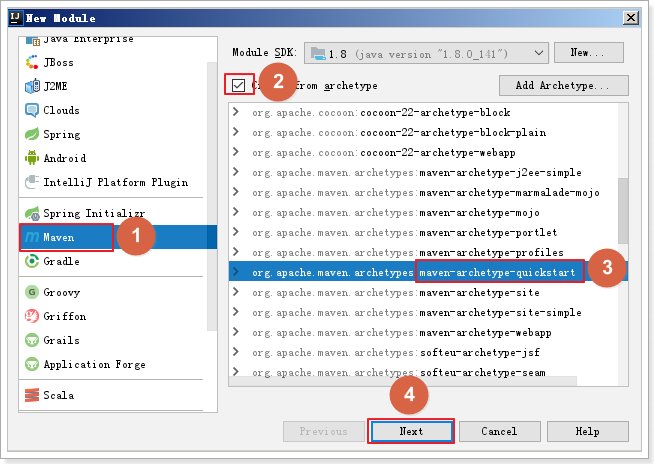 New Module
Java Enterprise
JBoss
J2ME
Clouds
Spring
Android
IntelliJ Platform Plugin
Spring Initializr
Maven
1
Gradle
Groovy
Griffon
Grails
Application Forge
Scala
Module SDK: 1.8 (java version "1.8.0_141") New...
2 from archetype Add Archetype...
org.apache.cocoon:cocoon-22-archetype-block
org.apache.cocoon:cocoon-22-archetype-block-plain
org.apache.cocoon:cocoon-22-archetype-webapp
org.apache.maven.archetypes:maven-archetype-j2ee-simple
org.apache.maven.archetypes:maven-archetype-marmalade-mojo
org.apache.maven.archetypes:maven-archetype-mojo
org.apache.maven.archetypes:maven-archetype-portlet
org.apache.maven.archetypes:maven-archetype-profiles
org.apache.maven.archetypes:maven-archetype-quickstart 3
org.apache.maven.archetypes:maven-archetype-site
org.apache.maven.archetypes:maven-archetype-site-simple
org.apache.maven.archetypes:maven-archetype-webapp
org.apache.maven.archetypes:softeu-archetype-jsf
org.apache.maven.archetypes:softeu-archetype-seam
4
Previous Next Cancel Help